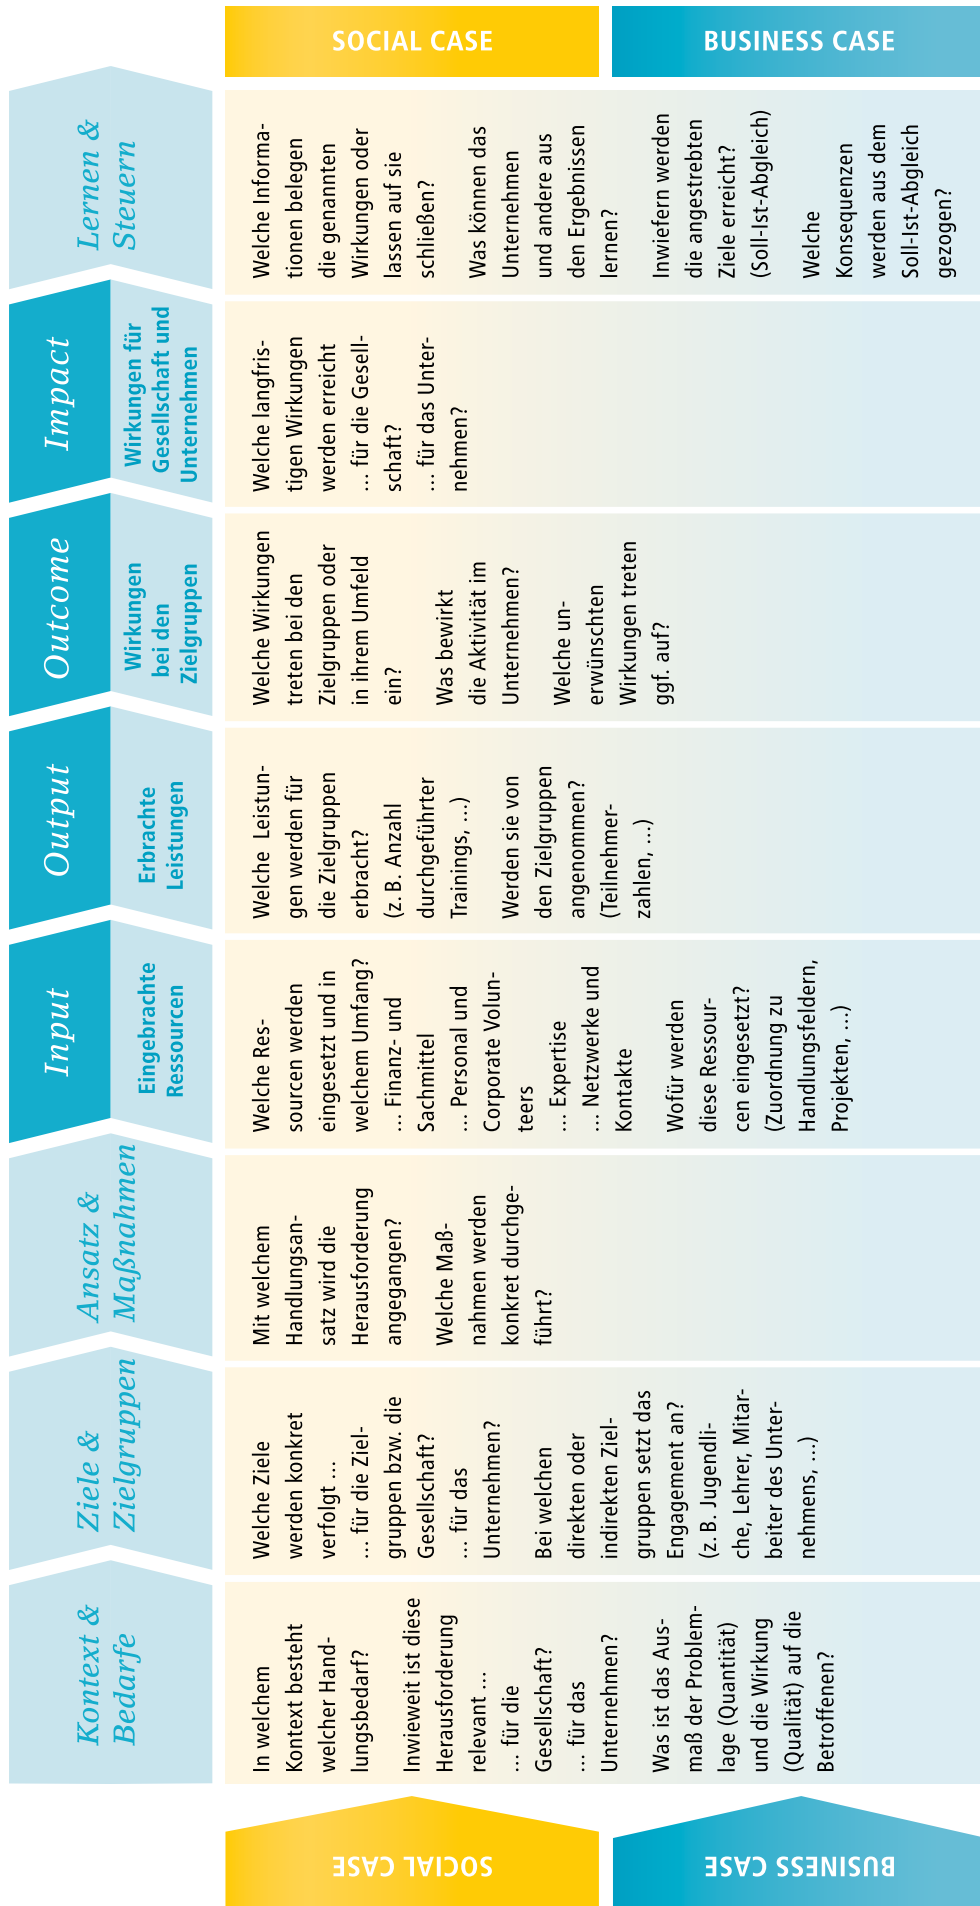 SOCIAL CASE
BUSINESS CASE
Kontext &
Bedarfe
In welchem
Kontext besteht
welcher Hand-
lungsbedarf?
Inwieweit ist diese
Herausforderung
relevant ...
... für die
Gesellschaft?
... für das
Unternehmen?
Was ist das Aus-
maß der Problem-
lage (Quantität)
und die Wirkung
(Qualität) auf die
Betroffenen?
Ziele &
Zielgruppen
Welche Ziele
werden konkret
verfolgt ...
... für die Ziel-
gruppen bzw. die
Gesellschaft?
... für das
Unternehmen?
Bei welchen
direkten oder
indirekten Ziel-
gruppen setzt das
Engagement an?
(z. B. Jugendli-
che, Lehrer, Mitar-
beiter des Unter-
nehmens, ...)
Ansatz &
Maßnahmen
Mit welchem
Handlungsan-
satz wird die
Herausforderung
angegangen?
Welche Maß-
nahmen werden
konkret durchge-
führt?
Input
Eingebrachte
Ressourcen
Welche Res-
sourcen werden
eingesetzt und in
welchem Umfang?
... Finanz- und
Sachmittel
... Personal und
Corporate Volun-
teers
... Expertise
... Netzwerke und
Kontakte
Wofür werden
diese Ressour-
cen eingesetzt?
(Zuordnung zu
Handlungsfeldern,
Projekten, ...)
Output
Erbrachte
Leistungen
Welche Leistun-
gen werden für
die Zielgruppen
erbracht?
(z. B. Anzahl
durchgeführter
Trainings, ...)
Werden sie von
den Zielgruppen
angenommen?
(Teilnehmer-
zahlen, ...)
Outcome
Wirkungen
bei den
Zielgruppen
Welche Wirkungen
treten bei den
Zielgruppen oder
in ihrem Umfeld
ein?
Was bewirkt
die Aktivität im
Unternehmen?
Welche un-
erwünschten
Wirkungen treten
ggf. auf?
Impact
Wirkungen für
Gesellschaft und
Unternehmen
Welche langfris-
tigen Wirkungen
werden erreicht
... für die Gesell-
schaft?
... für das Unter-
nehmen?
Lernen &
Steuern
Welche Informa-
tionen belegen
die genannten
Wirkungen oder
lassen auf sie
schließen?
Was können das
Unternehmen
und andere aus
den Ergebnissen
lernen?
Inwiefern werden
die angestrebten
Ziele erreicht?
(Soll-Ist-Abgleich)
Welche
Konsequenzen
werden aus dem
Soll-Ist-Abgleich
gezogen?
SOCIAL CASE
BUSINESS CASE